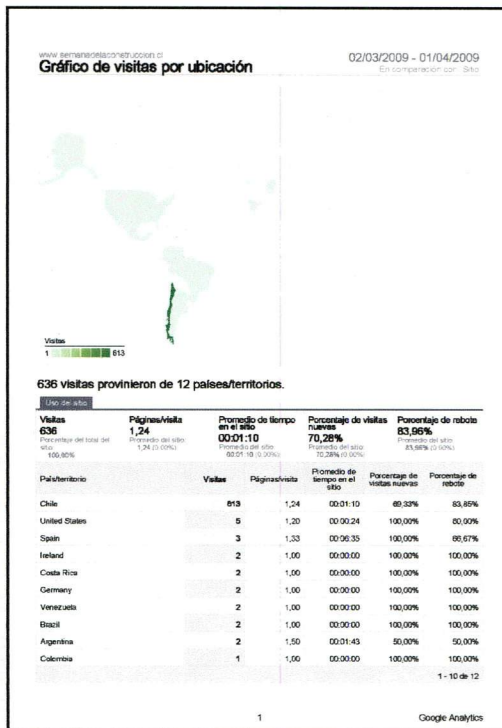 www.semanadelaconstruccion.cl
Gráfico de visitas por ubicación
02/03/2009 - 01/04/2009
En comparación con: Sitio
Visitas
1 613
636 visitas provinieron de 12 países/territorios.
Uso del sitio
Visitas
636
Porcentaje del total del sitio:
100,00%
Páginas/visita
1,24
Promedio del sitio:
1,24 (0,00%)
Promedio de tiempo en el sitio
00:01:10
Promedio del sitio:
00:01:10 (0,00%)
Porcentaje de visitas nuevas
70,28%
Promedio del sitio:
70,28% (0,00%)
Porcentaje de rebote
83,96%
Promedio del sitio:
83,96% (0,00%)
País/territorio Visitas Páginas/visita Promedio de tiempo en el sitio Porcentaje de visitas nuevas Porcentaje de rebote
Chile 613 1,24 00:01:10 69,33% 83,85%
United States 5 1,20 00:00:24 100,00% 80,00%
Spain 3 1,33 00:06:35 100,00% 66,67%
Ireland 2 1,00 00:00:00 100,00% 100,00%
Costa Rica 2 1,00 00:00:00 100,00% 100,00%
Germany 2 1,00 00:00:00 100,00% 100,00%
Venezuela 2 1,00 00:00:00 100,00% 100,00%
Brazil 2 1,00 00:00:00 100,00% 100,00%
Argentina 2 1,50 00:01:43 50,00% 50,00%
Colombia 1 1,00 00:00:00 100,00% 100,00%
1 - 10 de 12
1
Google Analytics